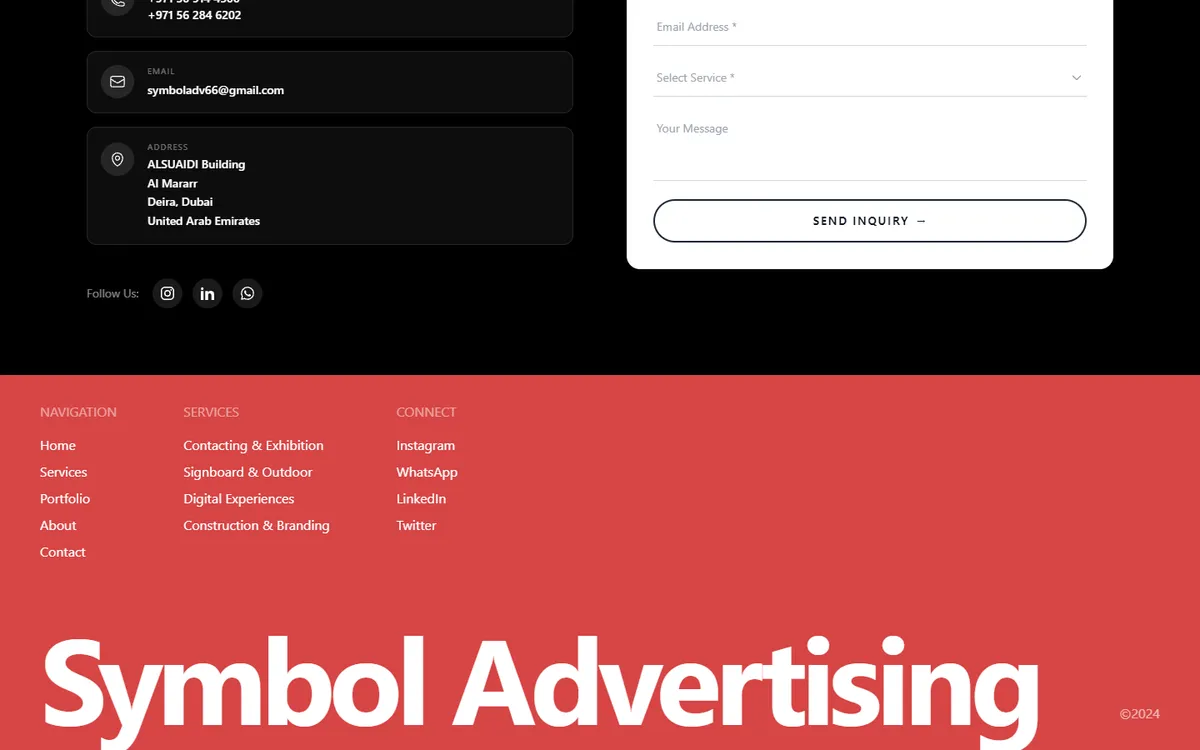 +971 56 284 6202
EMAIL
symboladv66@gmail.com
ADDRESS
ALSUAIDI Building
Al Mararr
Deira, Dubai
United Arab Emirates
Follow Us:
Email Address *
Select Service *
Your Message
SEND INQUIRY →
NAVIGATION
Home
Services
Portfolio
About
Contact
SERVICES
Contacting & Exhibition
Signboard & Outdoor
Digital Experiences
Construction & Branding
CONNECT
Instagram
WhatsApp
LinkedIn
Twitter
Symbol Advertising
©2024